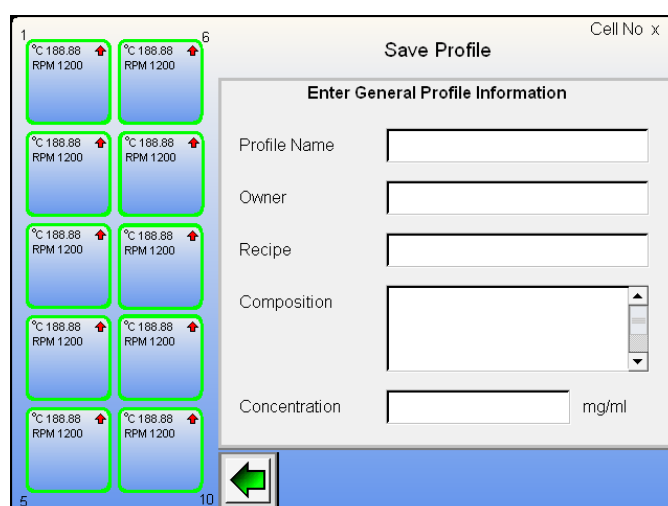 1
6
°C 188.88
RPM 1200
°C 188.88
RPM 1200
°C 188.88
RPM 1200
°C 188.88
RPM 1200
°C 188.88
RPM 1200
°C 188.88
RPM 1200
°C 188.88
RPM 1200
°C 188.88
RPM 1200
°C 188.88
RPM 1200
°C 188.88
RPM 1200
5
10
Cell No x
Save Profile
Enter General Profile Information
Profile Name
Owner
Recipe
Composition
Concentration mg/ml